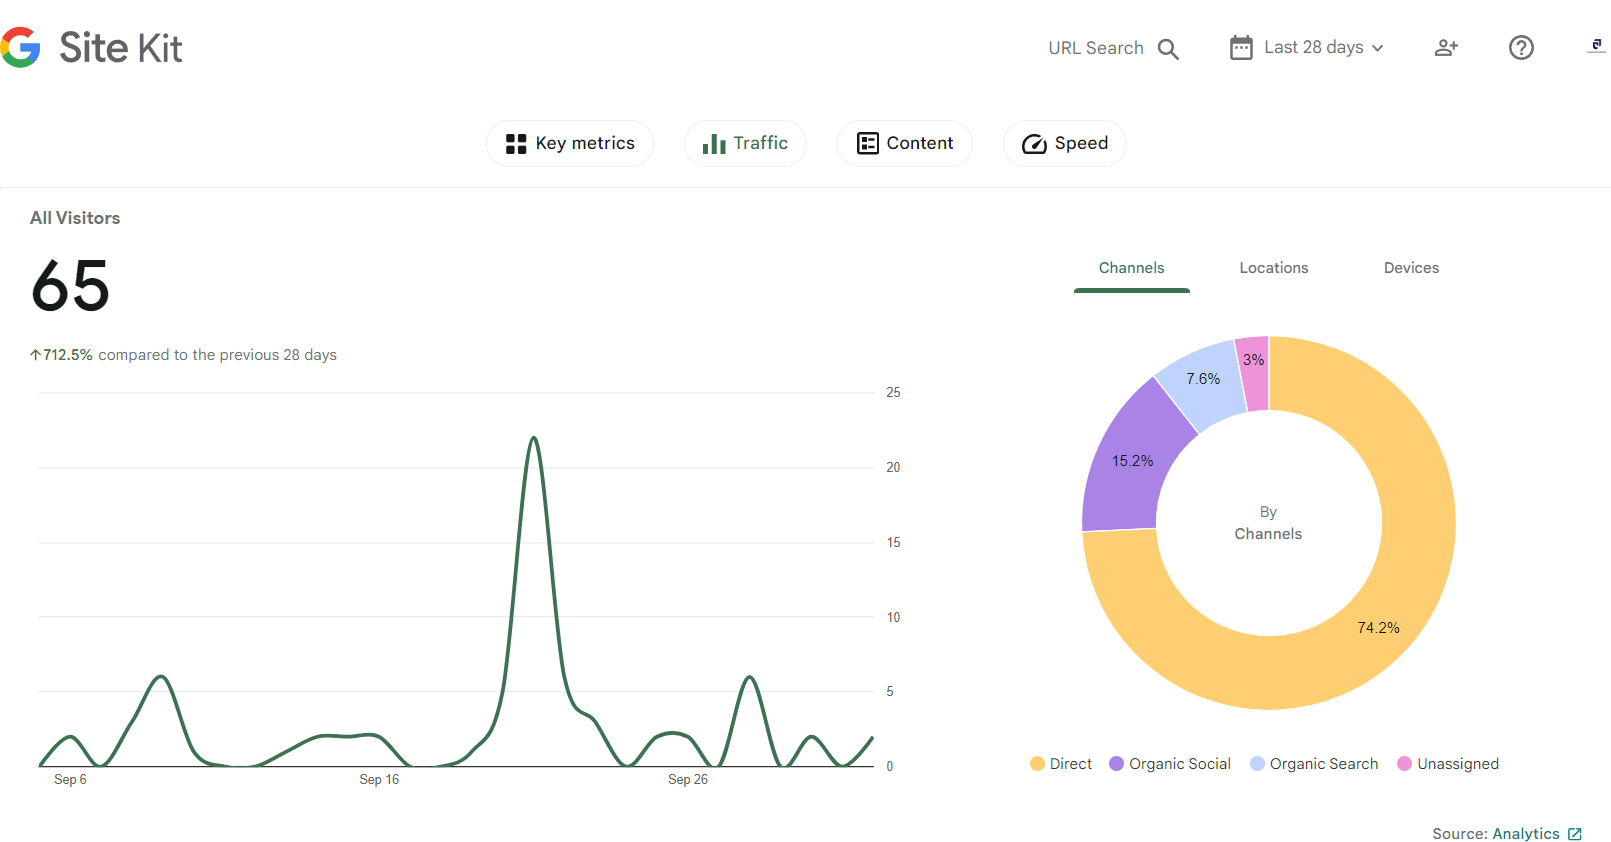 Site Kit
URL Search
Last 28 days
Key metrics
Traffic
Content
Speed
All Visitors
65
↑712.5% compared to the previous 28 days
25
20
15
10
5
0
Sep 6
Sep 16
Sep 26
Channels
Locations
Devices
3%
7.6%
15.2%
74.2%
By
Channels
Direct
Organic Social
Organic Search
Unassigned
Source: Analytics